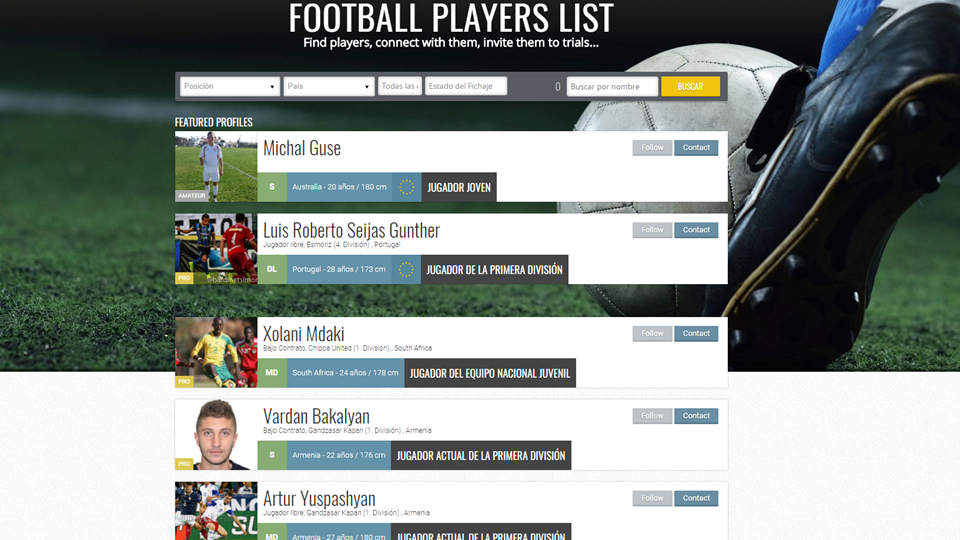 FOOTBALL PLAYERS LIST
Find players, connect with them, invite them to trials...
Posición País Todas las Estado del Fichaje 0 Buscar por nombre BUSCAR
FEATURED PROFILES
Michal Guse
Follow Contact
AMATEUR
S Australia - 20 años / 180 cm JUGADOR JOVEN
Luis Roberto Seijas Gunther
Follow Contact
Jugador libre, Esmoriz (4. División) , Portugal
PRO
DL Portugal - 28 años / 173 cm JUGADOR DE LA PRIMERA DIVISIÓN
Xolani Mdaki
Follow Contact
Bajo Contrato, Chippa United (1. División) , South Africa
PRO
MD South Africa - 24 años / 178 cm JUGADOR DEL EQUIPO NACIONAL JUVENIL
Vardan Bakalyan
Follow Contact
Bajo Contrato, Gandzasar Kapan (1. División) , Armenia
PRO
S Armenia - 22 años / 176 cm JUGADOR ACTUAL DE LA PRIMERA DIVISIÓN
Artur Yuspashyan
Follow Contact
Jugador libre, Gandzasar Kapan (1. División) , Armenia
MD Armenia - 27 años / 180 cm JUGADOR ACTUAL DE LA PRIMERA DIVISIÓN